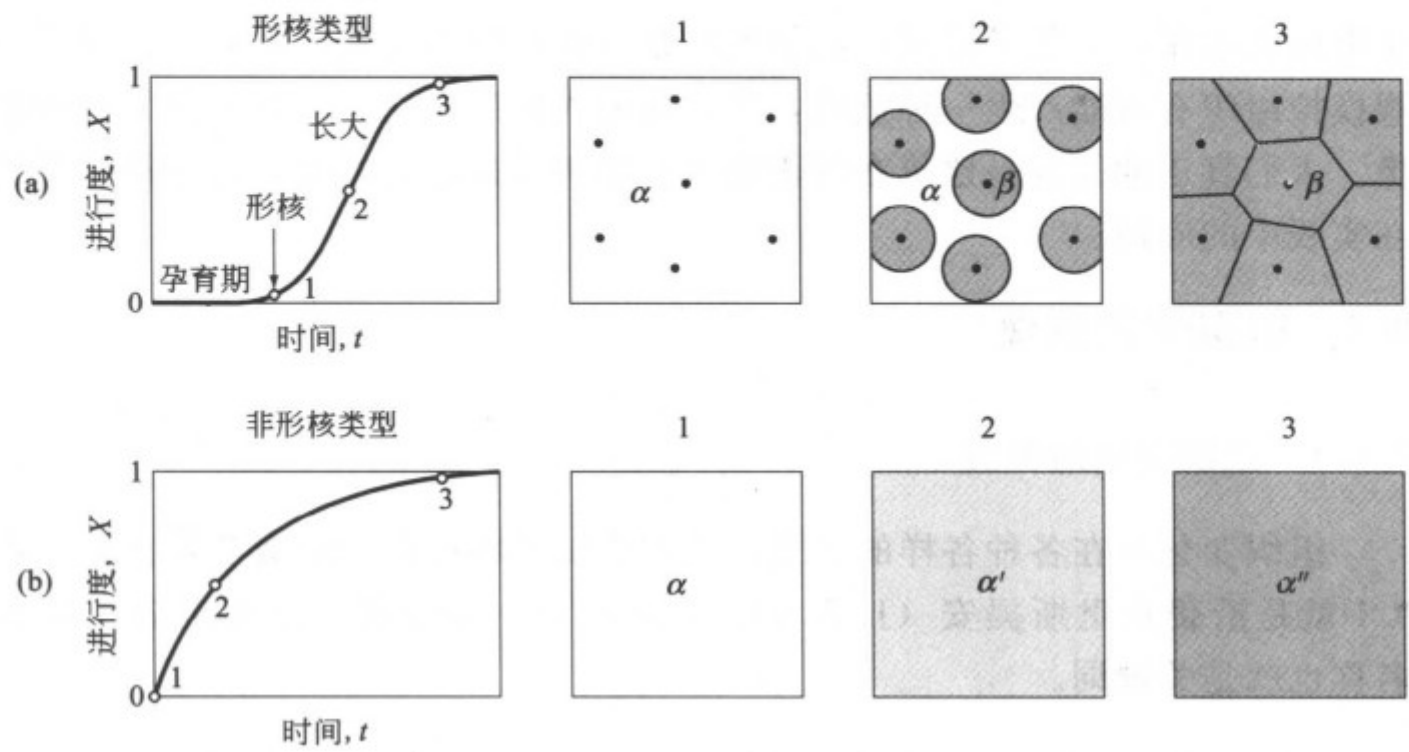 形核类型 1 2 3
(a)
进行度, X
1
0
孕育期
形核
长大
1
2
3
时间, t
α
α β
β
非形核类型 1 2 3
(b)
进行度, X
1
0
1
2
3
时间, t
α
α′
α″